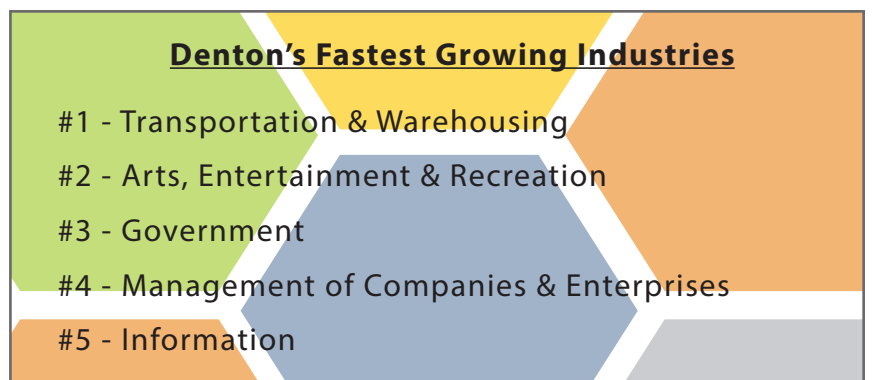 Denton’s Fastest Growing Industries
#1 - Transportation & Warehousing
#2 - Arts, Entertainment & Recreation
#3 - Government
#4 - Management of Companies & Enterprises
#5 - Information